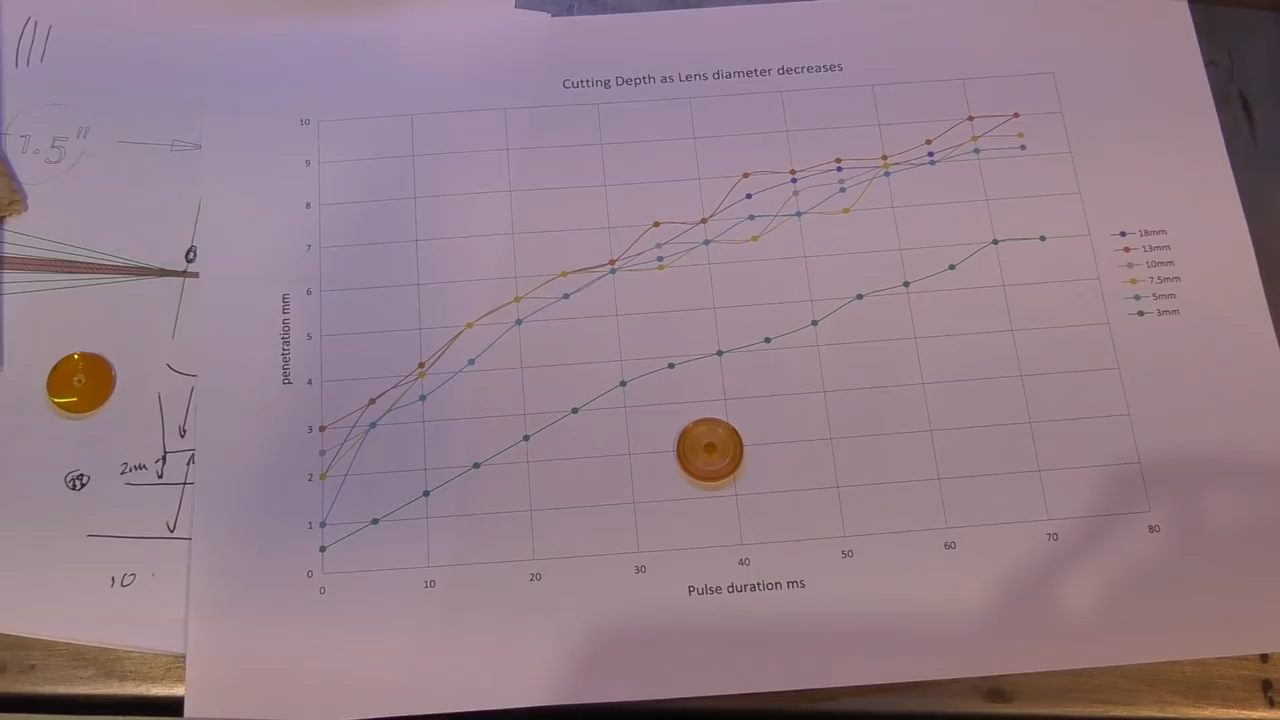 1.5"
2mm
10
Cutting Depth as Lens diameter decreases
penetration mm
10
9
8
7
6
5
4
3
2
1
0
0
10
20
30
40
50
60
70
80
Pulse duration ms
18mm
13mm
10mm
7.5mm
5mm
3mm